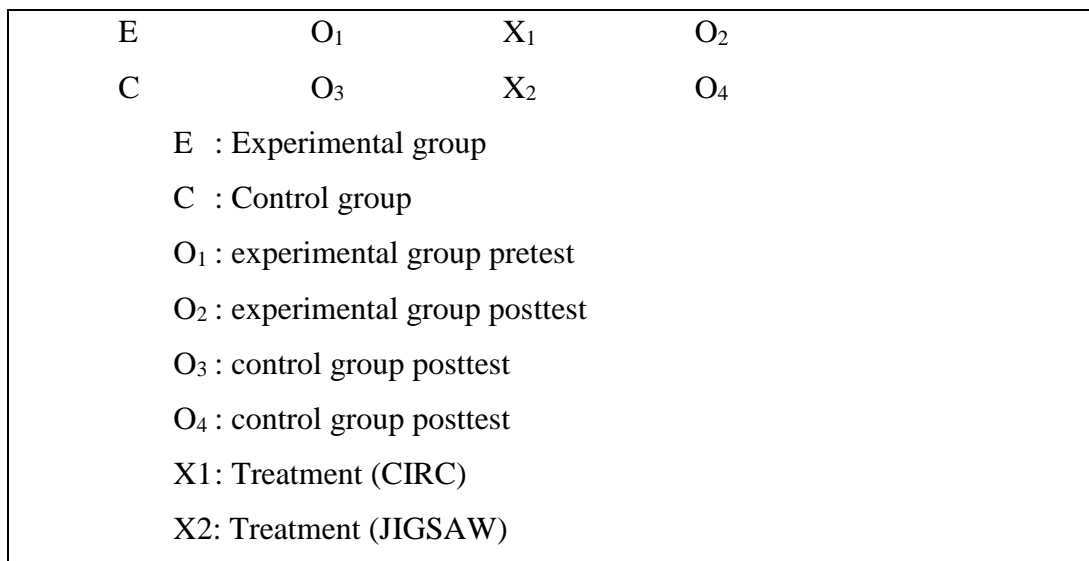 E O₁ X₁ O₂
C O₃ X₂ O₄
E : Experimental group
C : Control group
O₁ : experimental group pretest
O₂ : experimental group posttest
O₃ : control group posttest
O₄ : control group posttest
X1: Treatment (CIRC)
X2: Treatment (JIGSAW)